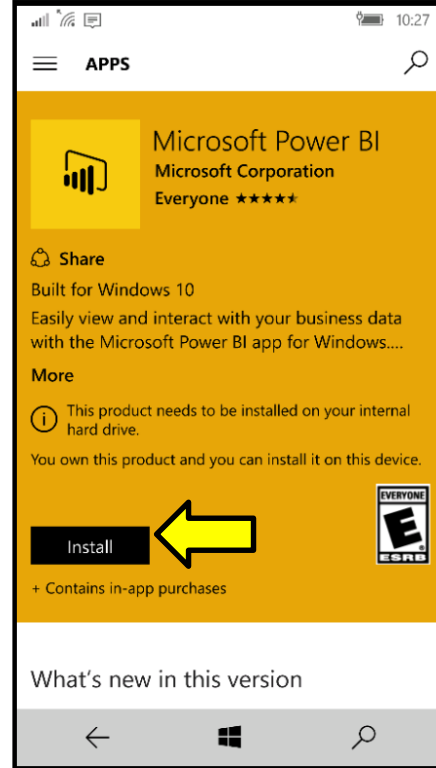 10:27
APPS
Microsoft Power BI
Microsoft Corporation
Everyone
Share
Built for Windows 10
Easily view and interact with your business data
with the Microsoft Power BI app for Windows....
More
This product needs to be installed on your internal
hard drive.
You own this product and you can install it on this device.
EVERYONE
E
ESRB
Install
+ Contains in-app purchases
What's new in this version